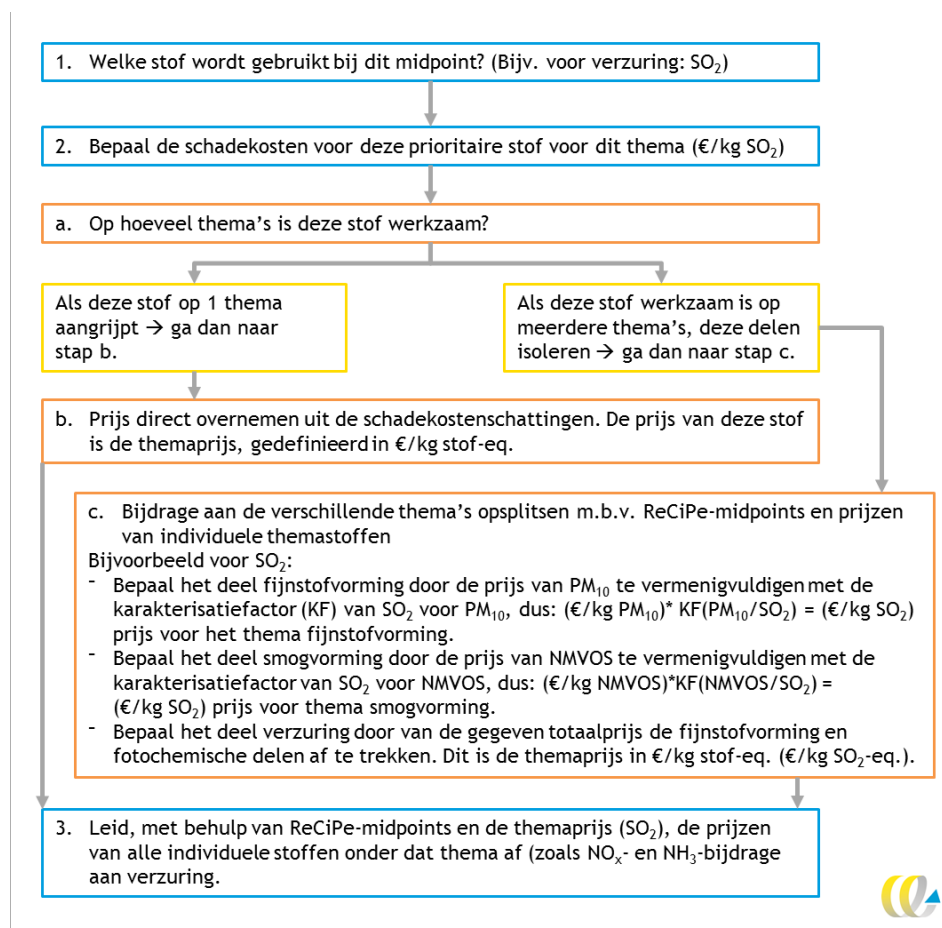 1. Welke stof wordt gebruikt bij dit midpoint? (Bijv. voor verzuring: SO₂)
2. Bepaal de schadekosten voor deze prioritaire stof voor dit thema (€/kg SO₂)
a. Op hoeveel thema's is deze stof werkzaam?
Als deze stof op 1 thema
aangrijpt → ga dan naar
stap b.
Als deze stof werkzaam is op
meerdere thema's, deze delen
isoleren → ga dan naar stap c.
b. Prijs direct overnemen uit de schadekostenschattingen. De prijs van deze stof
is de themaprijs, gedefinieerd in €/kg stof-eq.
c. Bijdrage aan de verschillende thema's opsplitsen m.b.v. ReCiPe-midpoints en prijzen
van individuele themastoffen
Bijvoorbeeld voor SO₂:
- Bepaal het deel fijnstofvorming door de prijs van PM₁₀ te vermenigvuldigen met de
karakterisatiefactor (KF) van SO₂ voor PM₁₀, dus: (€/kg PM₁₀)* KF(PM₁₀/SO₂) = (€/kg SO₂)
prijs voor het thema fijnstofvorming.
- Bepaal het deel smogvorming door de prijs van NMVOS te vermenigvuldigen met de
karakterisatiefactor van SO₂ voor NMVOS, dus: (€/kg NMVOS)*KF(NMVOS/SO₂) =
(€/kg SO₂) prijs voor thema smogvorming.
- Bepaal het deel verzuring door van de gegeven totaalprijs de fijnstofvorming en
fotochemische delen af te trekken. Dit is de themaprijs in €/kg stof-eq. (€/kg SO₂-eq.).
3. Leid, met behulp van ReCiPe-midpoints en de themaprijs (SO₂), de prijzen
van alle individuele stoffen onder dat thema af (zoals NOₓ- en NH₃-bijdrage
aan verzuring.